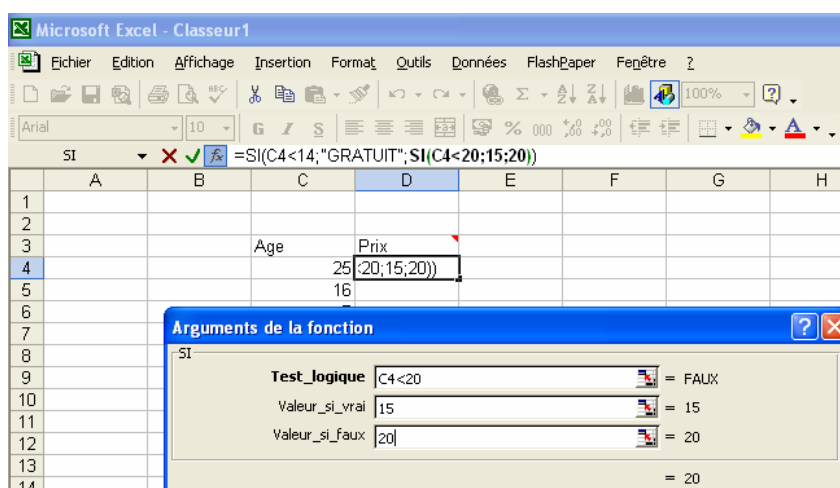 Microsoft Excel - Classeur1
Fichier Edition Affichage Insertion Format Outils Données FlashPaper Fenêtre ?
100%
Arial 10 G I S % 000
SI =SI(C4<14;"GRATUIT";SI(C4<20;15;20))
A B C D E F G H
1
2
3 Age Prix
4 25 <20;15;20))
5 16
6
7 Arguments de la fonction ?
8 SI
9 Test_logique C4<20 = FAUX
10 Valeur_si_vrai 15 = 15
11
12 Valeur_si_faux 20 = 20
13
14 = 20